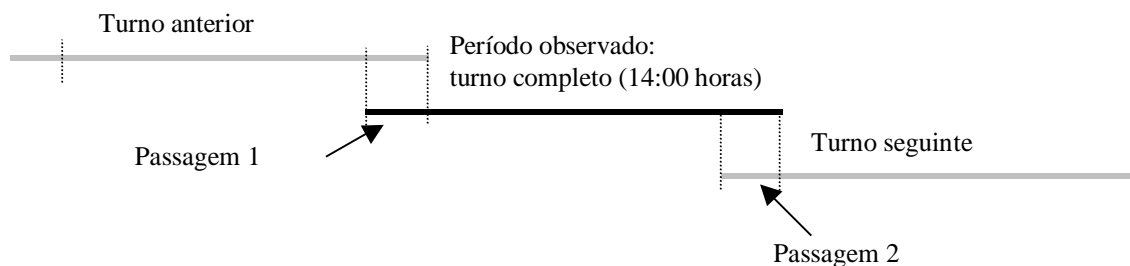 Turno anterior
Período observado:
turno completo (14:00 horas)
Passagem 1
Turno seguinte
Passagem 2